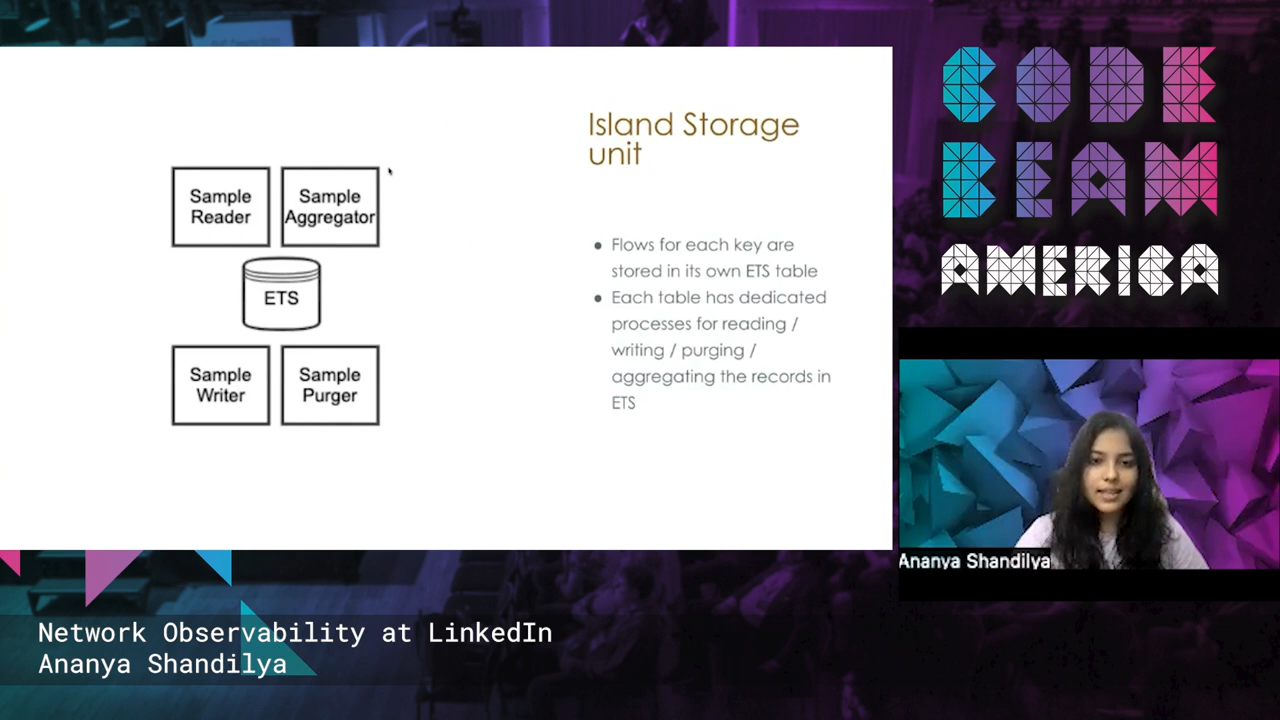 CODE
BEAM
AMERICA
Island Storage
unit
Sample
Reader
Sample
Aggregator
ETS
Sample
Writer
Sample
Purger
● Flows for each key are
stored in its own ETS table
● Each table has dedicated
processes for reading /
writing / purging /
aggregating the records in
ETS
Ananya Shandilya
Network Observability at LinkedIn
Ananya Shandilya